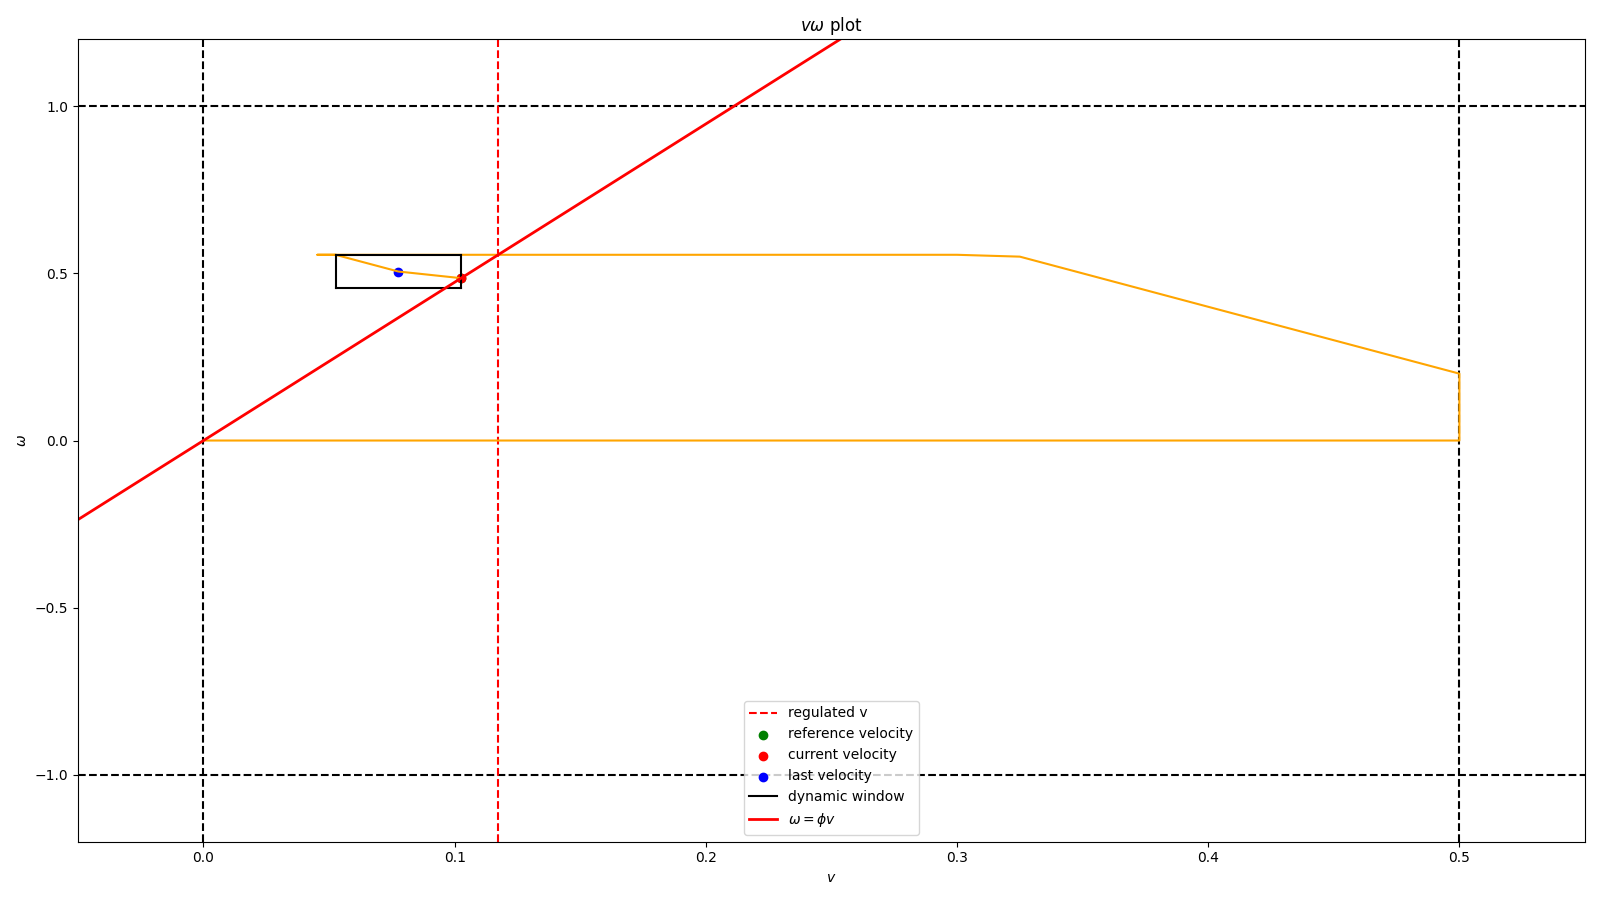 vω plot
1.0
0.5
0.0
−0.5
−1.0
ω
regulated v
reference velocity
current velocity
last velocity
dynamic window
ω = ϕv
0.0 0.1 0.2 0.3 0.4 0.5
v